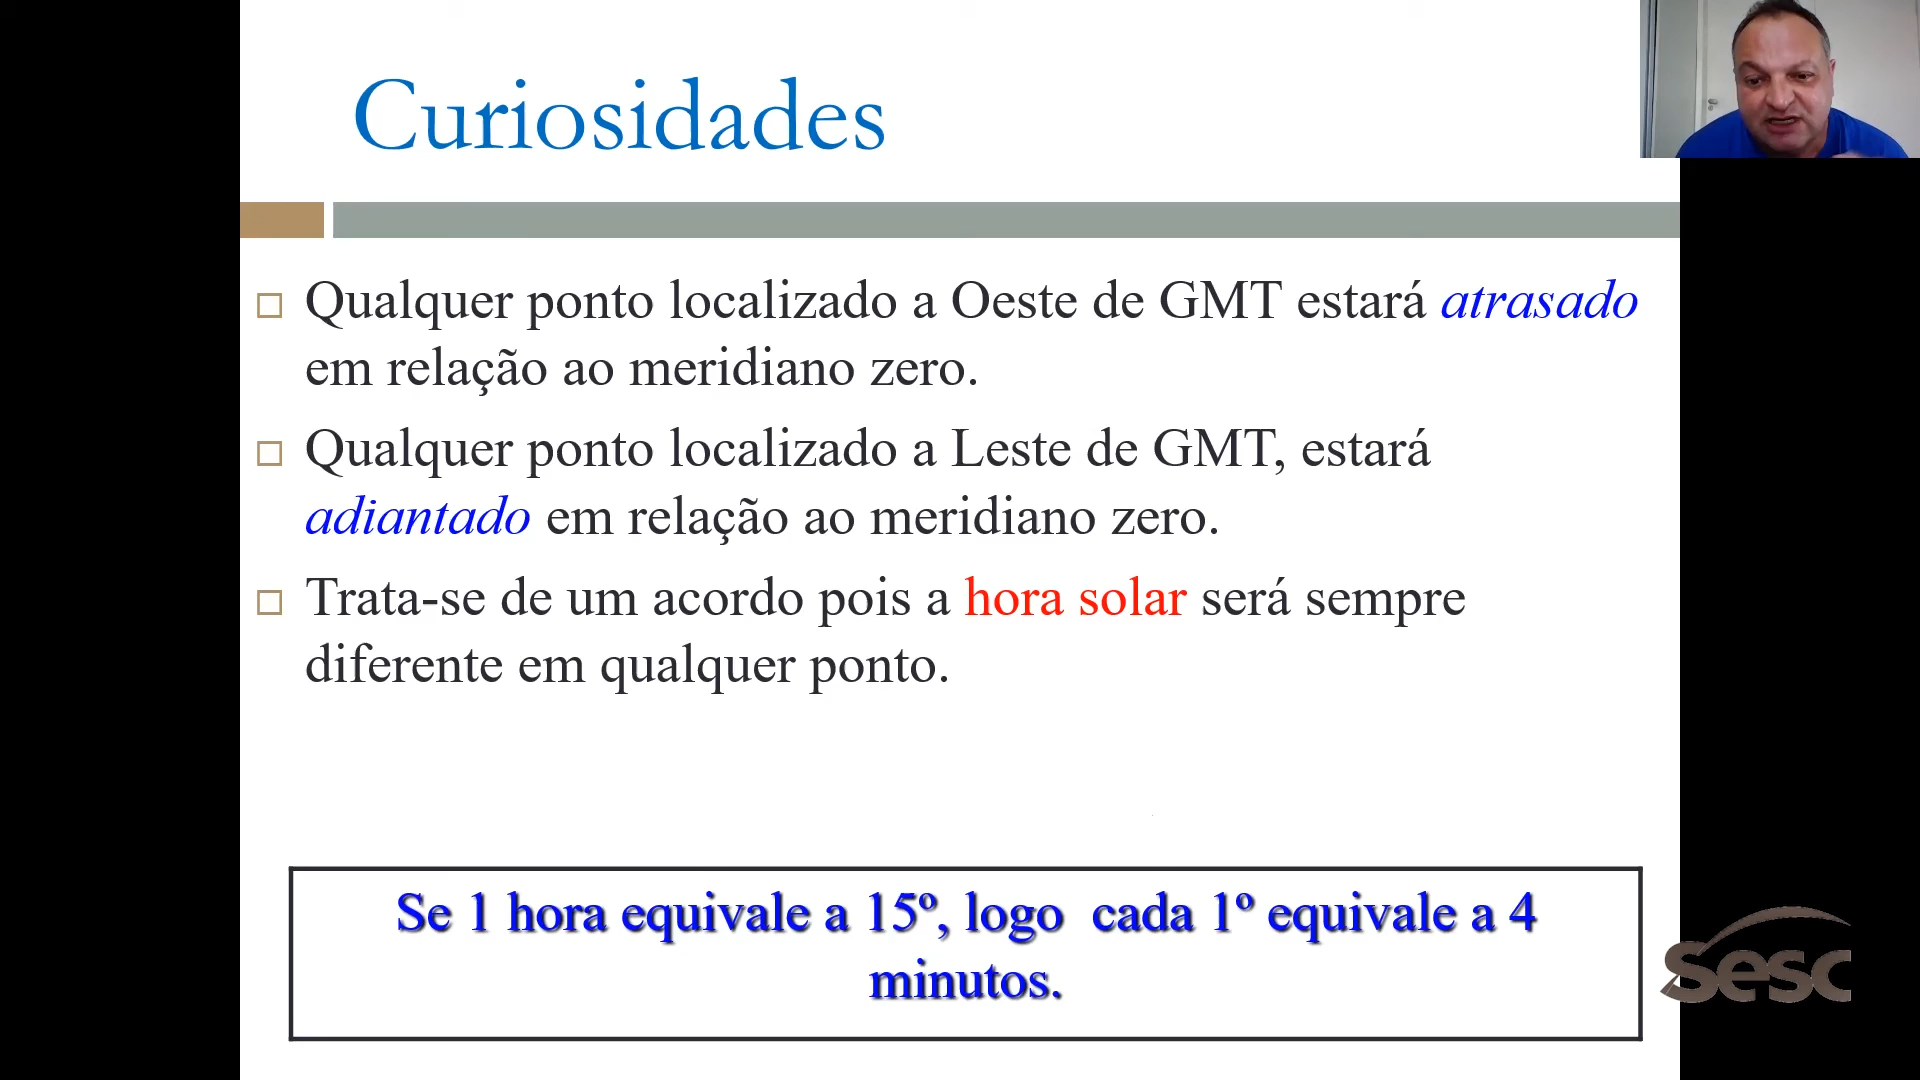 Curiosidades
Qualquer ponto localizado a Oeste de GMT estará atrasado
em relação ao meridiano zero.
Qualquer ponto localizado a Leste de GMT, estará
adiantado em relação ao meridiano zero.
Trata-se de um acordo pois a hora solar será sempre
diferente em qualquer ponto.
Se 1 hora equivale a 15º, logo  cada 1º equivale a 4
minutos.
Sesc